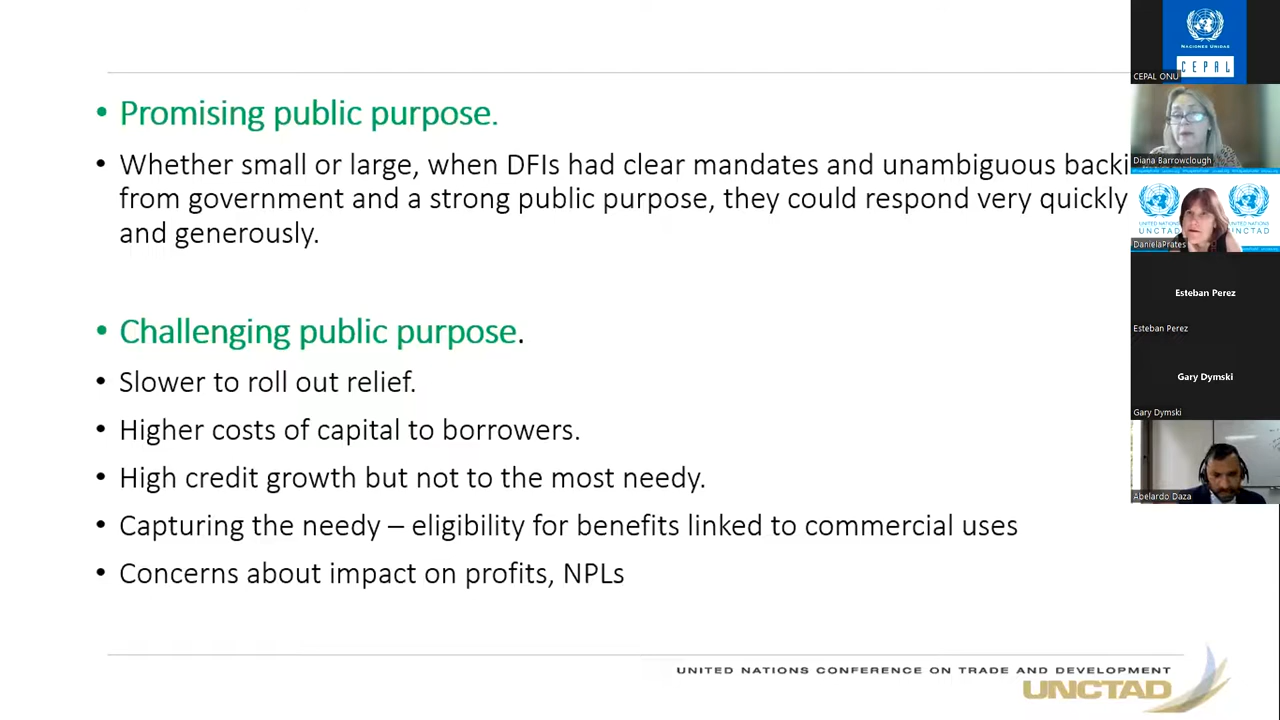 • Promising public purpose.
• Whether small or large, when DFIs had clear mandates and unambiguous backi
from government and a strong public purpose, they could respond very quickly
and generously.
• Challenging public purpose.
• Slower to roll out relief.
• Higher costs of capital to borrowers.
• High credit growth but not to the most needy.
• Capturing the needy – eligibility for benefits linked to commercial uses
• Concerns about impact on profits, NPLs
UNITED NATIONS CONFERENCE ON TRADE AND DEVELOPMENT
UNCTAD
NACIONES UNIDAS
CEPAL
CEPAL ONU
Diana Barrowclough
UNITED NATIONS
UNCTAD
UNITED NATIONS
UNCTAD
DanielaPrates
Esteban Perez
Esteban Perez
Gary Dymski
Gary Dymski
Abelardo Daza